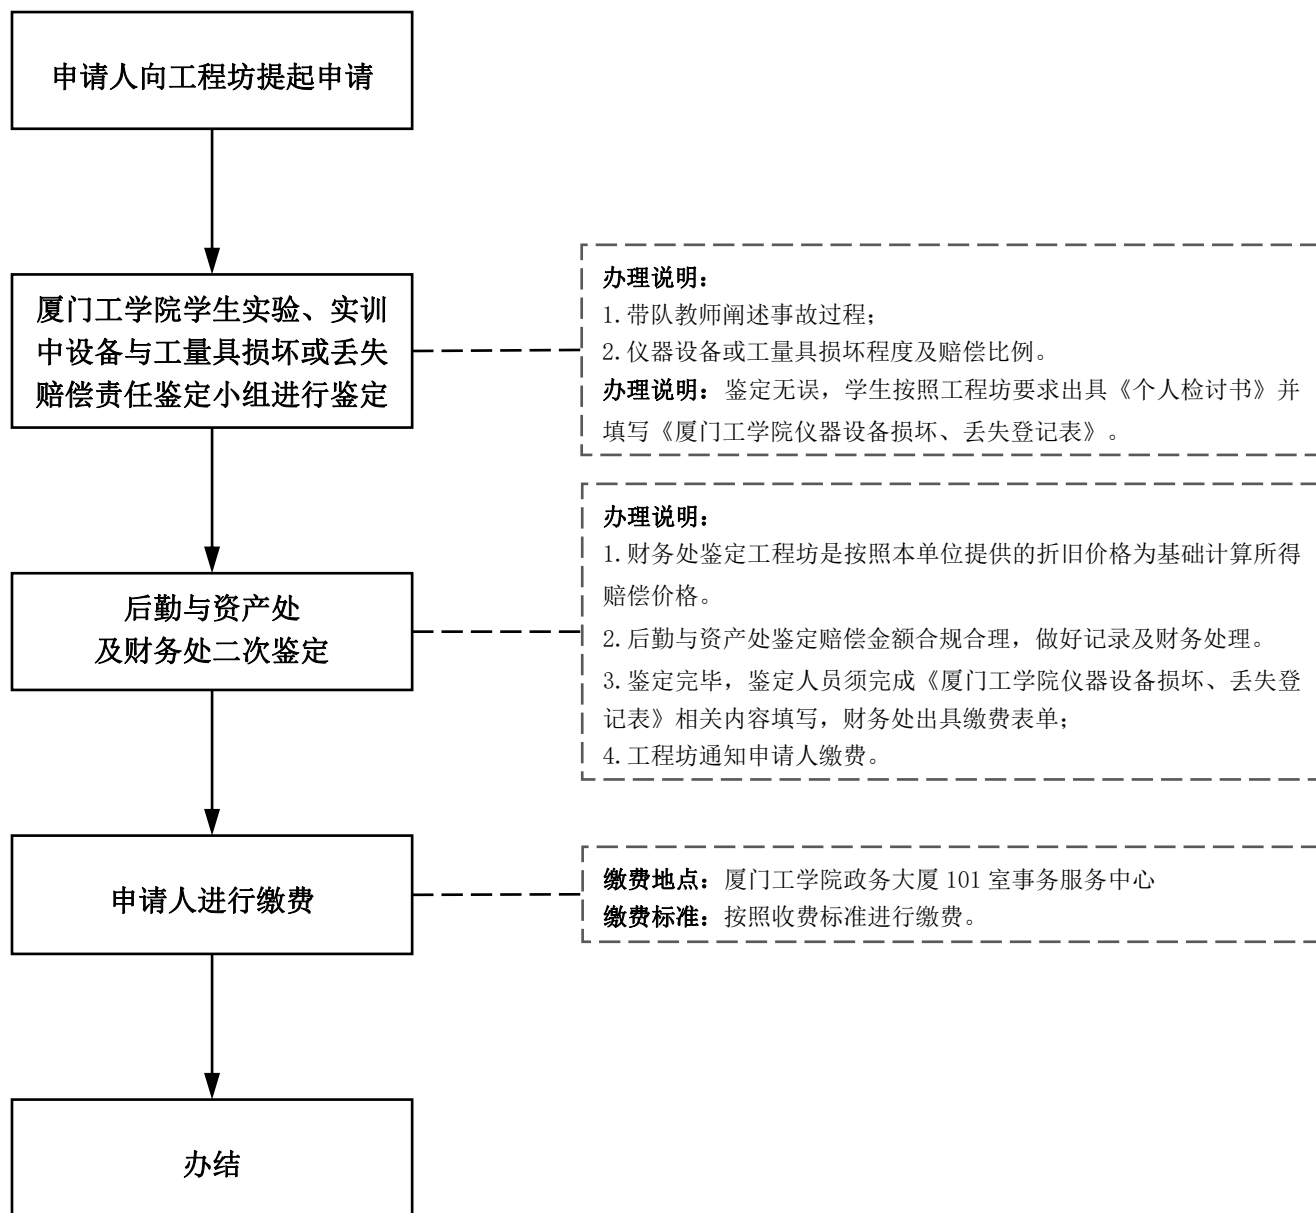 申请人向工程坊提起申请
厦门工学院学生实验、实训
中设备与工量具损坏或丢失
赔偿责任鉴定小组进行鉴定
办理说明：
1.带队教师阐述事故过程；
2.仪器设备或工量具损坏程度及赔偿比例。
办理说明：鉴定无误，学生按照工程坊要求出具《个人检讨书》并
填写《厦门工学院仪器设备损坏、丢失登记表》。
后勤与资产处
及财务处二次鉴定
办理说明：
1.财务处鉴定工程坊是按照本单位提供的折旧价格为基础计算所得
赔偿价格。
2.后勤与资产处鉴定赔偿金额合规合理，做好记录及财务处理。
3.鉴定完毕，鉴定人员须完成《厦门工学院仪器设备损坏、丢失登
记表》相关内容填写，财务处出具缴费表单；
4.工程坊通知申请人缴费。
申请人进行缴费
缴费地点：厦门工学院政务大厦 101 室事务服务中心
缴费标准：按照收费标准进行缴费。
办结